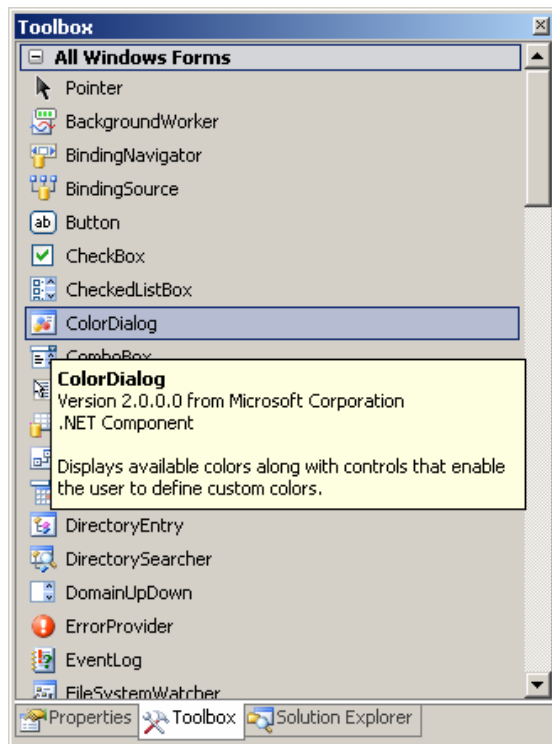 Toolbox
All Windows Forms
Pointer
BackgroundWorker
BindingNavigator
BindingSource
ab Button
CheckBox
CheckedListBox
ColorDialog
ComboBox
ColorDialog
Version 2.0.0.0 from Microsoft Corporation
.NET Component
Displays available colors along with controls that enable
the user to define custom colors.
DirectoryEntry
DirectorySearcher
DomainUpDown
ErrorProvider
EventLog
FileSystemWatcher
Properties Toolbox Solution Explorer